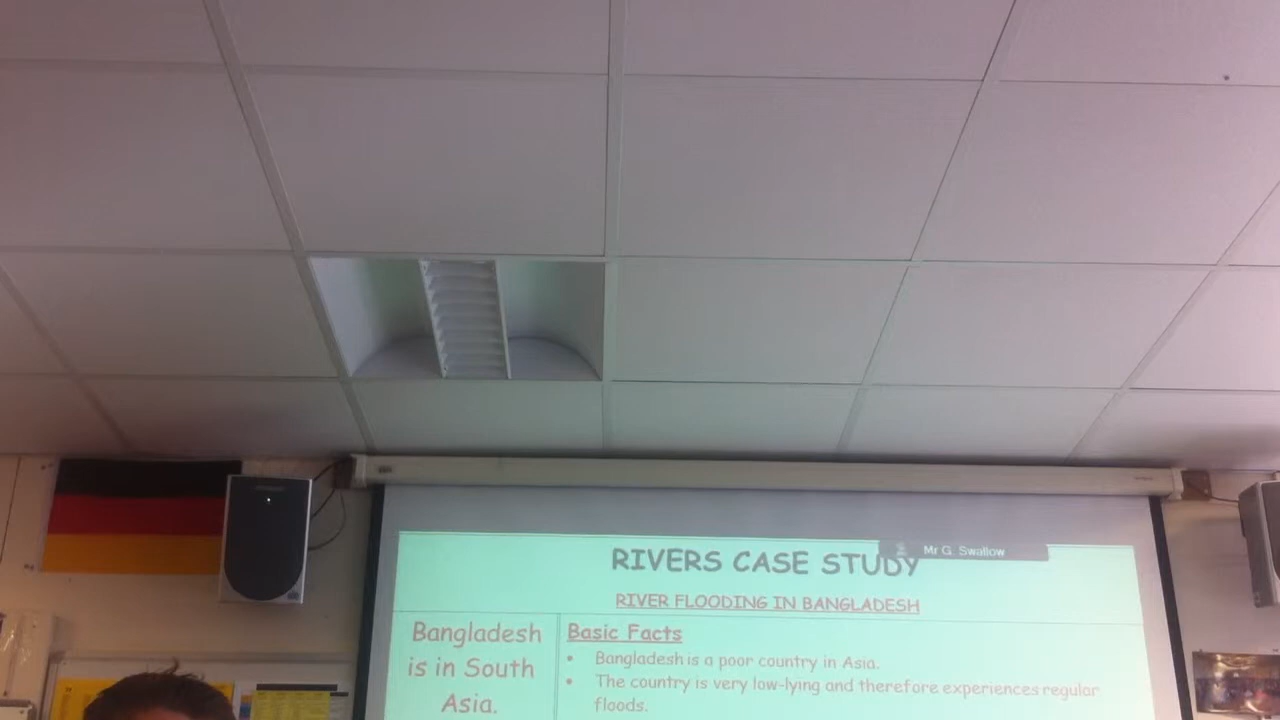 RIVERS CASE STUDY
Mr G. Swallow
RIVER FLOODING IN BANGLADESH
Bangladesh
is in South
Asia.
Basic Facts
• Bangladesh is a poor country in Asia.
• The country is very low-lying and therefore experiences regular
floods.